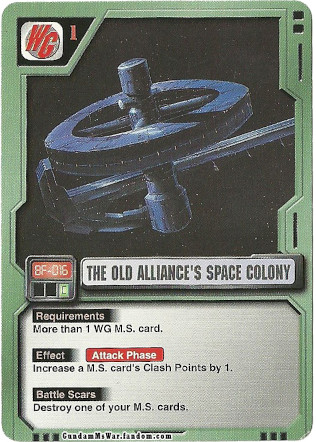 WG 1
BF-016
THE OLD ALLIANCE'S SPACE COLONY
E
Requirements
More than 1 WG M.S. card.
Effect Attack Phase
Increase a M.S. card's Clash Points by 1.
Battle Scars
Destroy one of your M.S. cards.
GundamMsWar.fandom.com